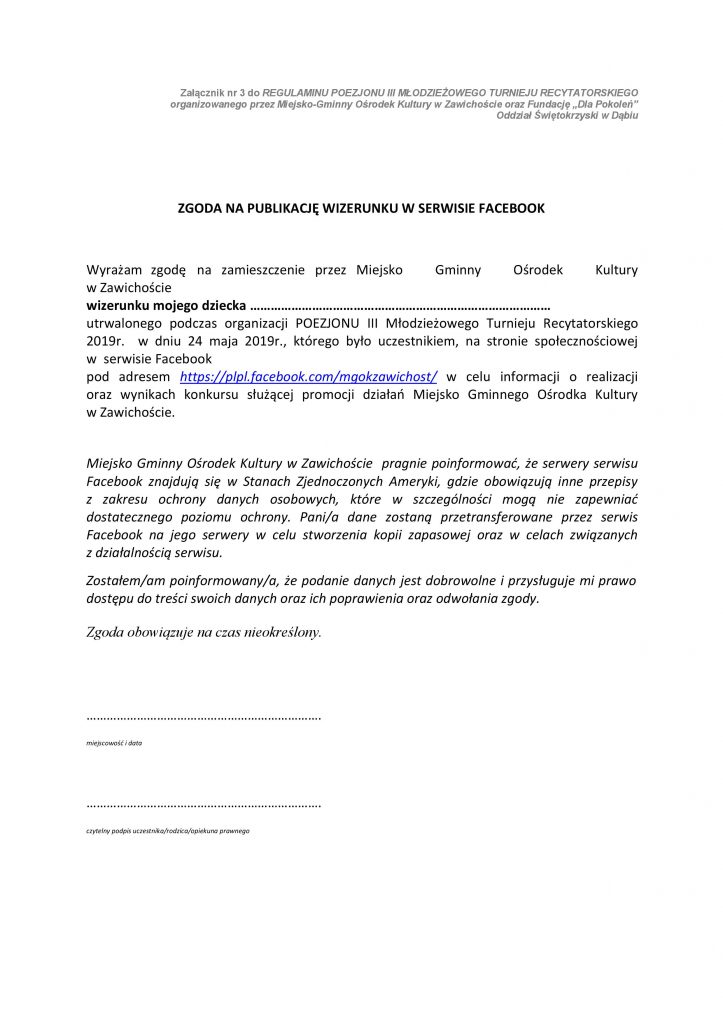 Załącznik nr 3 do REGULAMINU POEZJONU III MŁODZIEŻOWEGO TURNIEJU RECYTATORSKIEGO
organizowanego przez Miejsko-Gminny Ośrodek Kultury w Zawichoście oraz Fundację „Dla Pokoleń”
Oddział Świętokrzyski w Dąbiu
ZGODA NA PUBLIKACJĘ WIZERUNKU W SERWISIE FACEBOOK
Wyrażam zgodę na zamieszczenie przez Miejsko Gminny Ośrodek Kultury
w Zawichoście
wizerunku mojego dziecka ……………………………………………………………………………
utrwalonego podczas organizacji POEZJONU III Młodzieżowego Turnieju Recytatorskiego
2019r. w dniu 24 maja 2019r., którego było uczestnikiem, na stronie społecznościowej
w serwisie Facebook
pod adresem https://plpl.facebook.com/mgokzawichost/ w celu informacji o realizacji
oraz wynikach konkursu służącej promocji działań Miejsko Gminnego Ośrodka Kultury
w Zawichoście.
Miejsko Gminny Ośrodek Kultury w Zawichoście pragnie poinformować, że serwery serwisu
Facebook znajdują się w Stanach Zjednoczonych Ameryki, gdzie obowiązują inne przepisy
z zakresu ochrony danych osobowych, które w szczególności mogą nie zapewniać
dostatecznego poziomu ochrony. Pani/a dane zostaną przetransferowane przez serwis
Facebook na jego serwery w celu stworzenia kopii zapasowej oraz w celach związanych
z działalnością serwisu.
Zostałem/am poinformowany/a, że podanie danych jest dobrowolne i przysługuje mi prawo
dostępu do treści swoich danych oraz ich poprawienia oraz odwołania zgody.
Zgoda obowiązuje na czas nieokreślony.
…………………………………………………………….
miejscowość i data
…………………………………………………………….
czytelny podpis uczestnika/rodzica/opiekuna prawnego